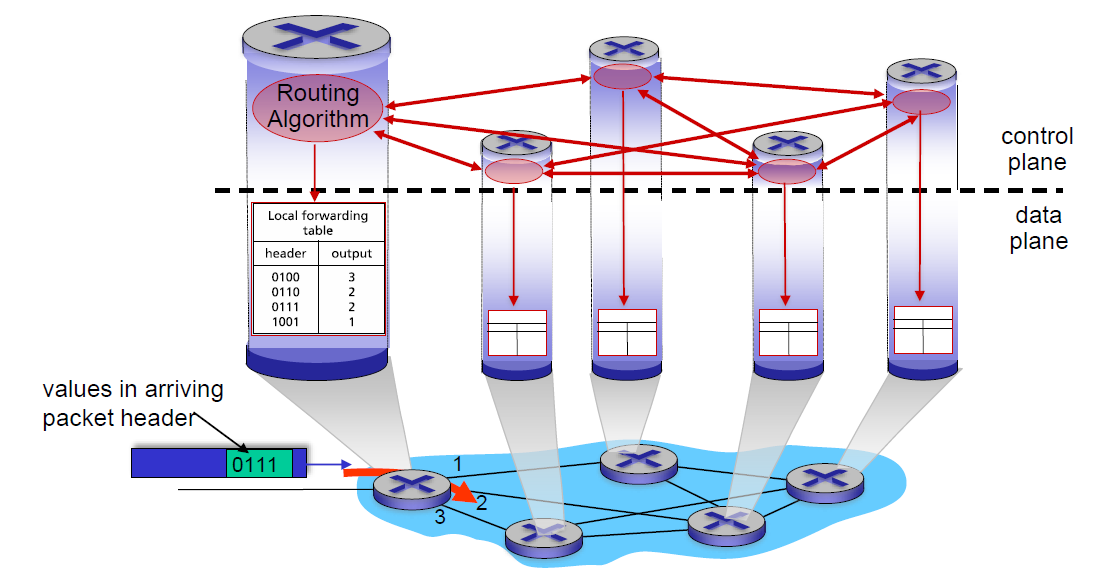 Routing
Algorithm
control
plane
data
plane
Local forwarding
table
header output
0100 3
0110 2
0111 2
1001 1
values in arriving
packet header
0111
1
2
3